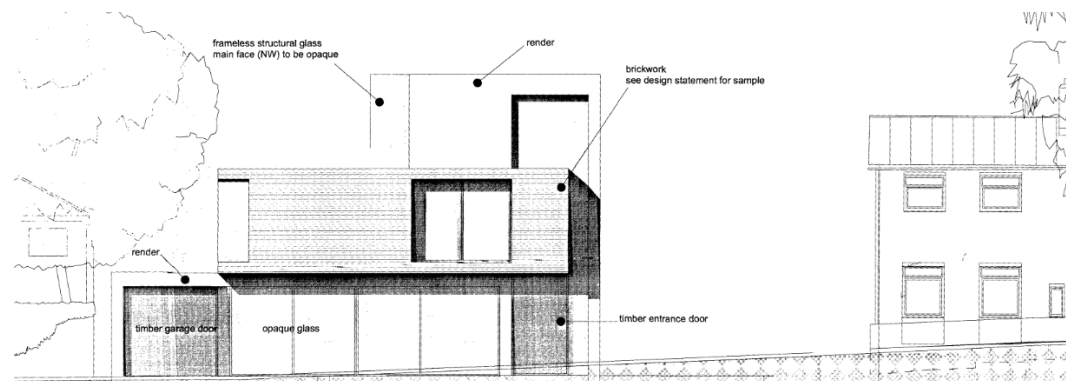 frameless structural glass
main face (NW) to be opaque
render
brickwork
see design statement for sample
render
timber garage door
opaque glass
timber entrance door